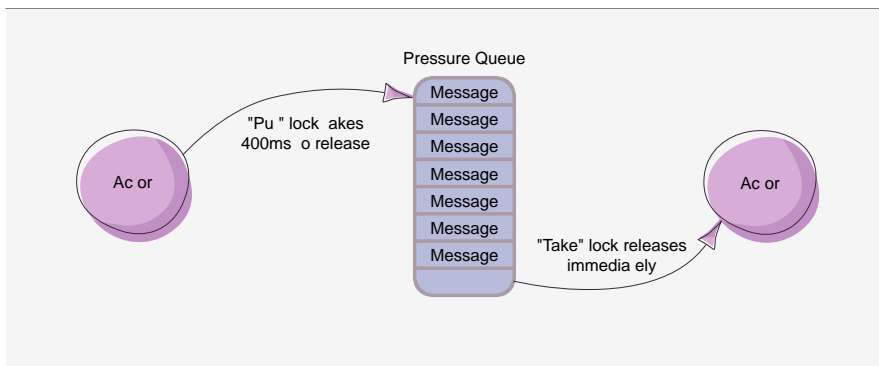 Pressure Queue
Message
Message
Message
Message
Message
Message
Message
"Pu " lock  akes
400ms  o release
Ac or
Ac or
"Take" lock releases
immedia ely